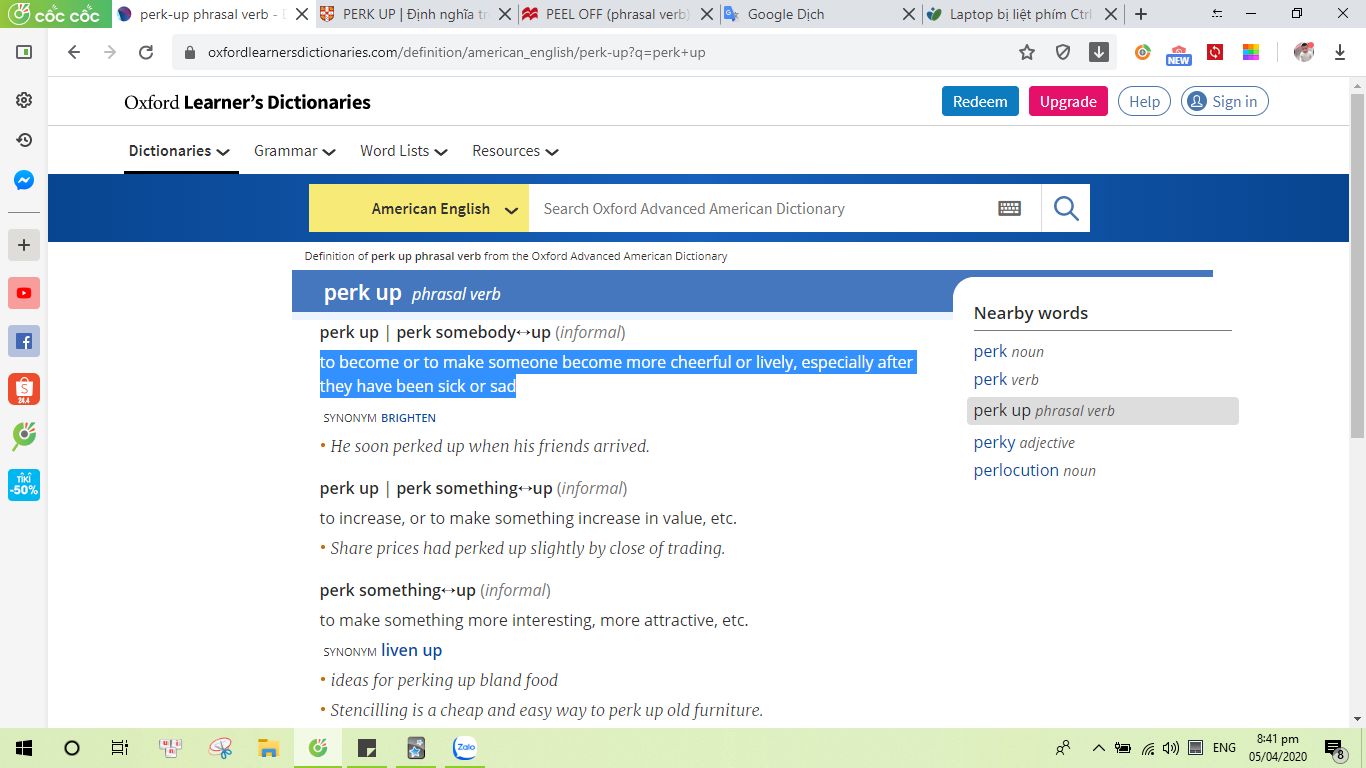 cốc cốc
perk-up phrasal verb - D
PERK UP | Định nghĩa tr
PEEL OFF (phrasal verb)
Google Dịch
Laptop bị liệt phím Ctrl
oxfordlearnersdictionaries.com/definition/american_english/perk-up?q=perk+up
NEW
Oxford Learner's Dictionaries
Redeem
Upgrade
Help
Sign in
Dictionaries
Grammar
Word Lists
Resources
American English
Search Oxford Advanced American Dictionary
Definition of perk up phrasal verb from the Oxford Advanced American Dictionary
perk up phrasal verb
perk up | perk somebody↔up (informal)
to become or to make someone become more cheerful or lively, especially after
they have been sick or sad
SYNONYM BRIGHTEN
• He soon perked up when his friends arrived.
perk up | perk something↔up (informal)
to increase, or to make something increase in value, etc.
• Share prices had perked up slightly by close of trading.
perk something↔up (informal)
to make something more interesting, more attractive, etc.
SYNONYM liven up
• ideas for perking up bland food
• Stencilling is a cheap and easy way to perk up old furniture.
Nearby words
perk noun
perk verb
perk up phrasal verb
perky adjective
perlocution noun
24.4
TIKI
-50%
Zalo
ENG
8:41 pm
05/04/2020
8